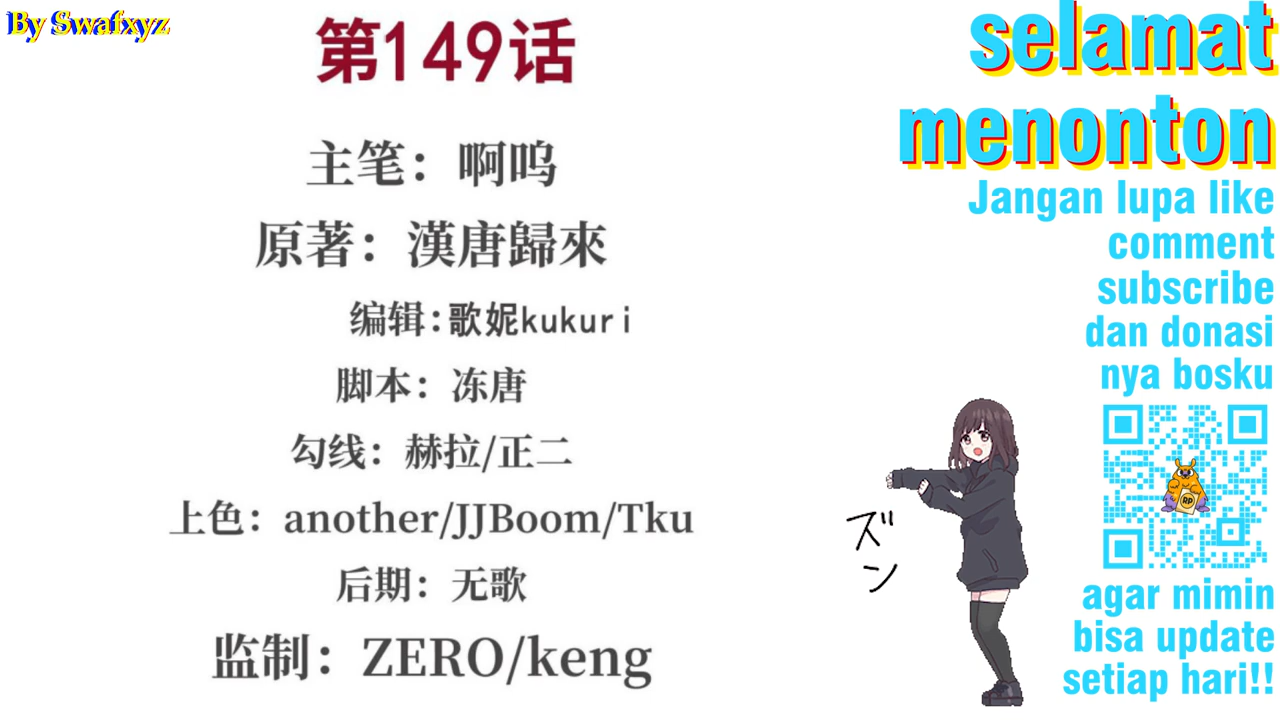 By Swafxyz
第149话
主笔：啊呜
原著：漢唐歸來
编辑:歌妮kukuri
脚本：冻唐
勾线：赫拉/正二
上色：another/JJBoom/Tku
后期：无歌
监制：ZERO/keng
selamat
menonton
Jangan lupa like
comment
subscribe
dan donasi
nya bosku
RP
agar mimin
bisa update
setiap hari!!
ズ
ン